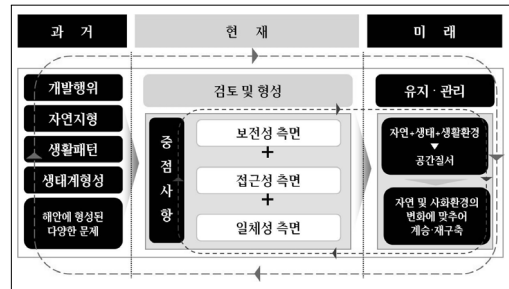 과 거
현 재
미 래
개발행위
자연지형
생활패턴
생태계형성
해안에 형성된
다양한 문제
검토 및 형성
중
점
사
항
보전성 측면
+
접근성 측면
+
일체성 측면
유지·관리
자연+생태+생활환경
▼
공간질서
자연 및 사회환경의
변화에 맞추어
계승·재구축